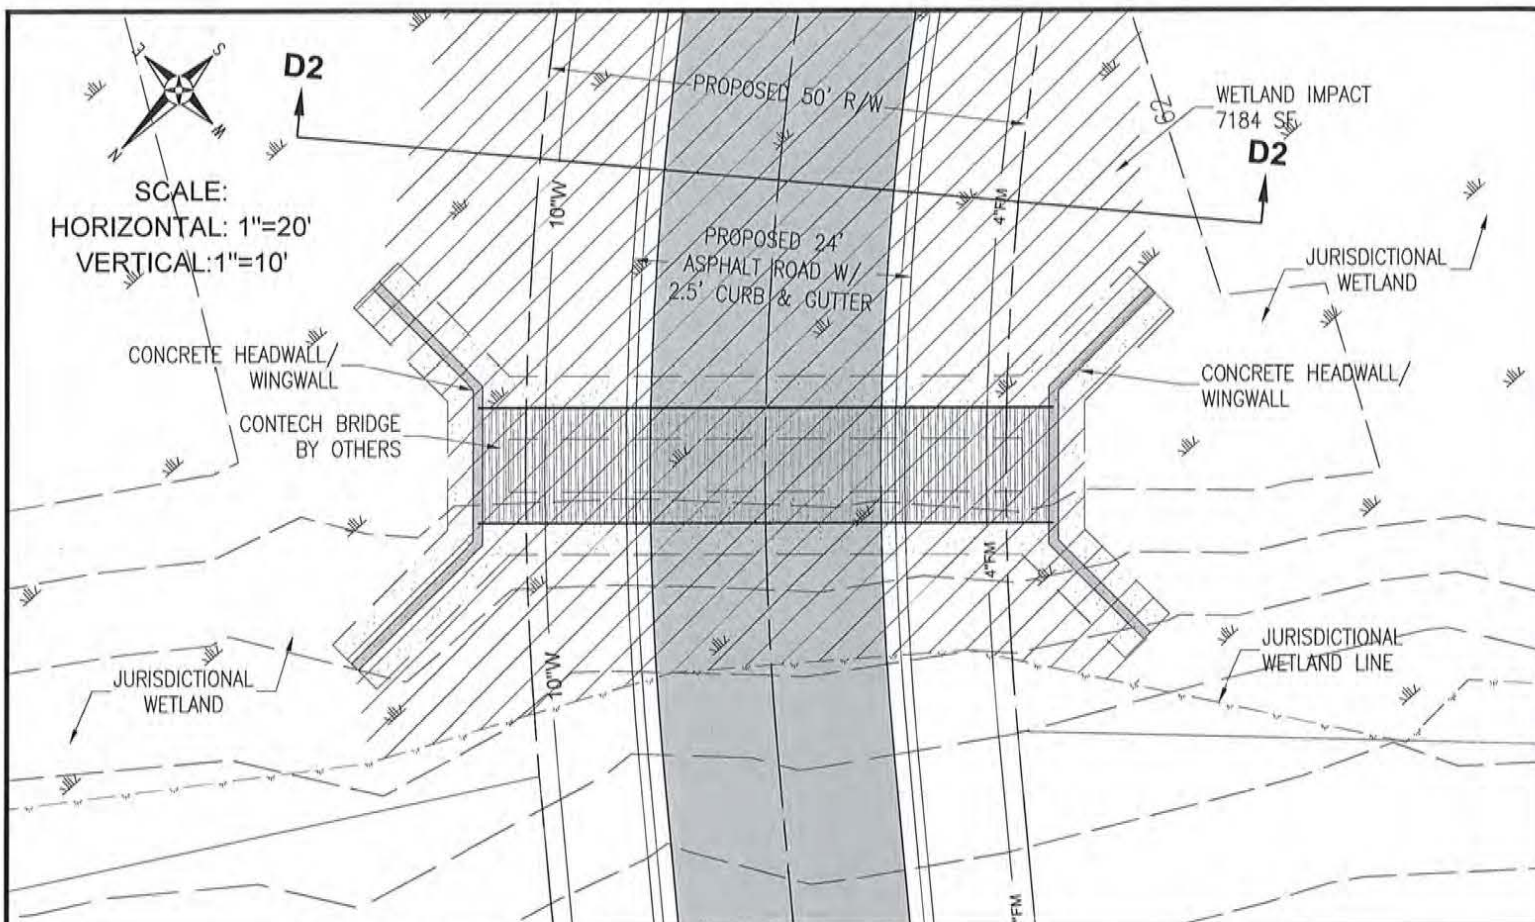 S
E
W
N
D2
PROPOSED 50' R/W
WETLAND IMPACT
7184 SF
D2
62
SCALE:
HORIZONTAL: 1"=20'
VERTICAL:1"=10'
10"W
4"FM
PROPOSED 24'
ASPHALT ROAD W/
2.5' CURB & GUTTER
JURISDICTIONAL
WETLAND
CONCRETE HEADWALL/
WINGWALL
CONCRETE HEADWALL/
WINGWALL
CONTECH BRIDGE
BY OTHERS
4"FM
JURISDICTIONAL
WETLAND LINE
JURISDICTIONAL
WETLAND
10"W
"FM